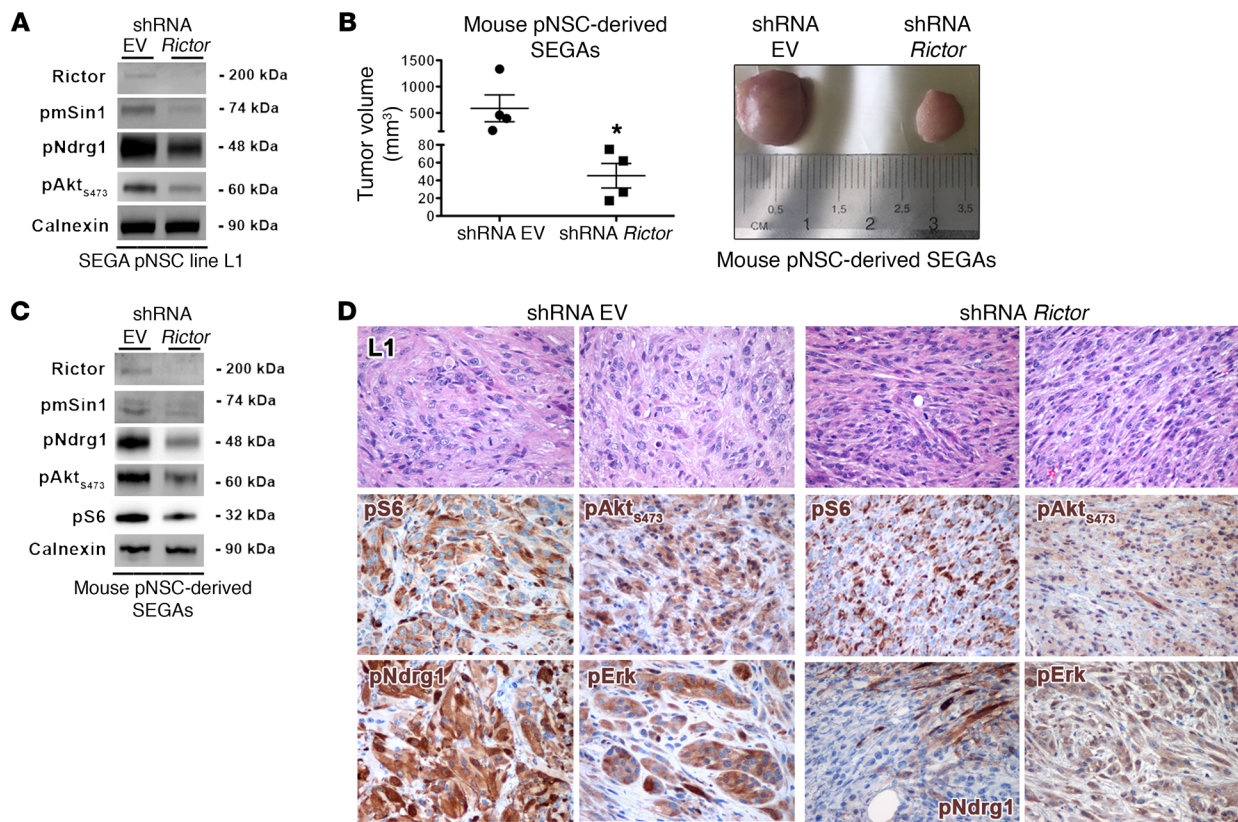 A
shRNA
EV Rictor
Rictor - 200 kDa
pmSin1 - 74 kDa
pNdrg1 - 48 kDa
pAktS473 - 60 kDa
Calnexin - 90 kDa
SEGA pNSC line L1
B
Mouse pNSC-derived
SEGAs
Tumor volume
(mm3)
1500
1000
500
80
60
40
20
0
*
shRNA EV shRNA Rictor
shRNA
EV
shRNA
Rictor
0,5 1,5 2,5 3,5
CM. 1 2 3
Mouse pNSC-derived SEGAs
C
shRNA
EV Rictor
Rictor - 200 kDa
pmSin1 - 74 kDa
pNdrg1 - 48 kDa
pAktS473 - 60 kDa
pS6 - 32 kDa
Calnexin - 90 kDa
Mouse pNSC-derived
SEGAs
D
shRNA EV shRNA Rictor
L1
pS6 pAktS473 pS6 pAktS473
pNdrg1 pErk pNdrg1 pErk